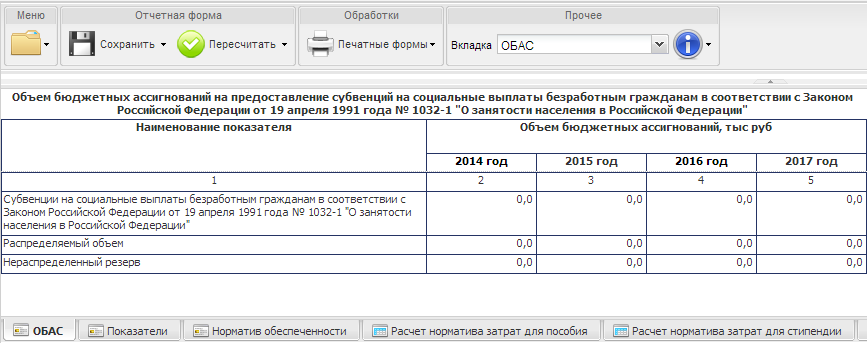 Меню
Отчетная форма
Обработки
Прочее
Сохранить
Пересчитать
Печатные формы
Вкладка
ОБАС
Объем бюджетных ассигнований на предоставление субвенций на социальные выплаты безработным гражданам в соответствии с Законом
Российской Федерации от 19 апреля 1991 года № 1032-1 "О занятости населения в Российской Федерации"
Наименование показателя
Объем бюджетных ассигнований, тыс руб
2014 год
2015 год
2016 год
2017 год
1
2
3
4
5
Субвенции на социальные выплаты безработным гражданам в соответствии с
Законом Российской Федерации от 19 апреля 1991 года № 1032-1 "О занятости
населения в Российской Федерации"
0,0
0,0
0,0
0,0
Распределяемый объем
0,0
0,0
0,0
0,0
Нераспределенный резерв
0,0
0,0
0,0
0,0
ОБАС
Показатели
Норматив обеспеченности
Расчет норматива затрат для пособия
Расчет норматива затрат для стипендии